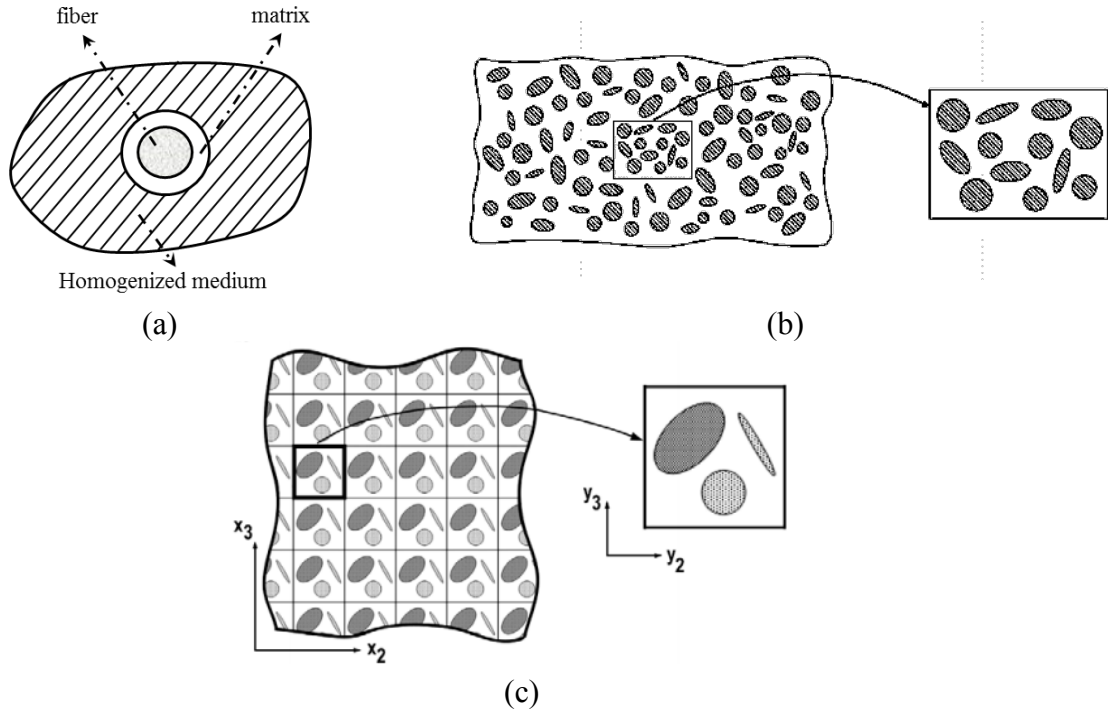 fiber
matrix
Homogenized medium
(a)
(b)
x3
x2
y3
y2
(c)